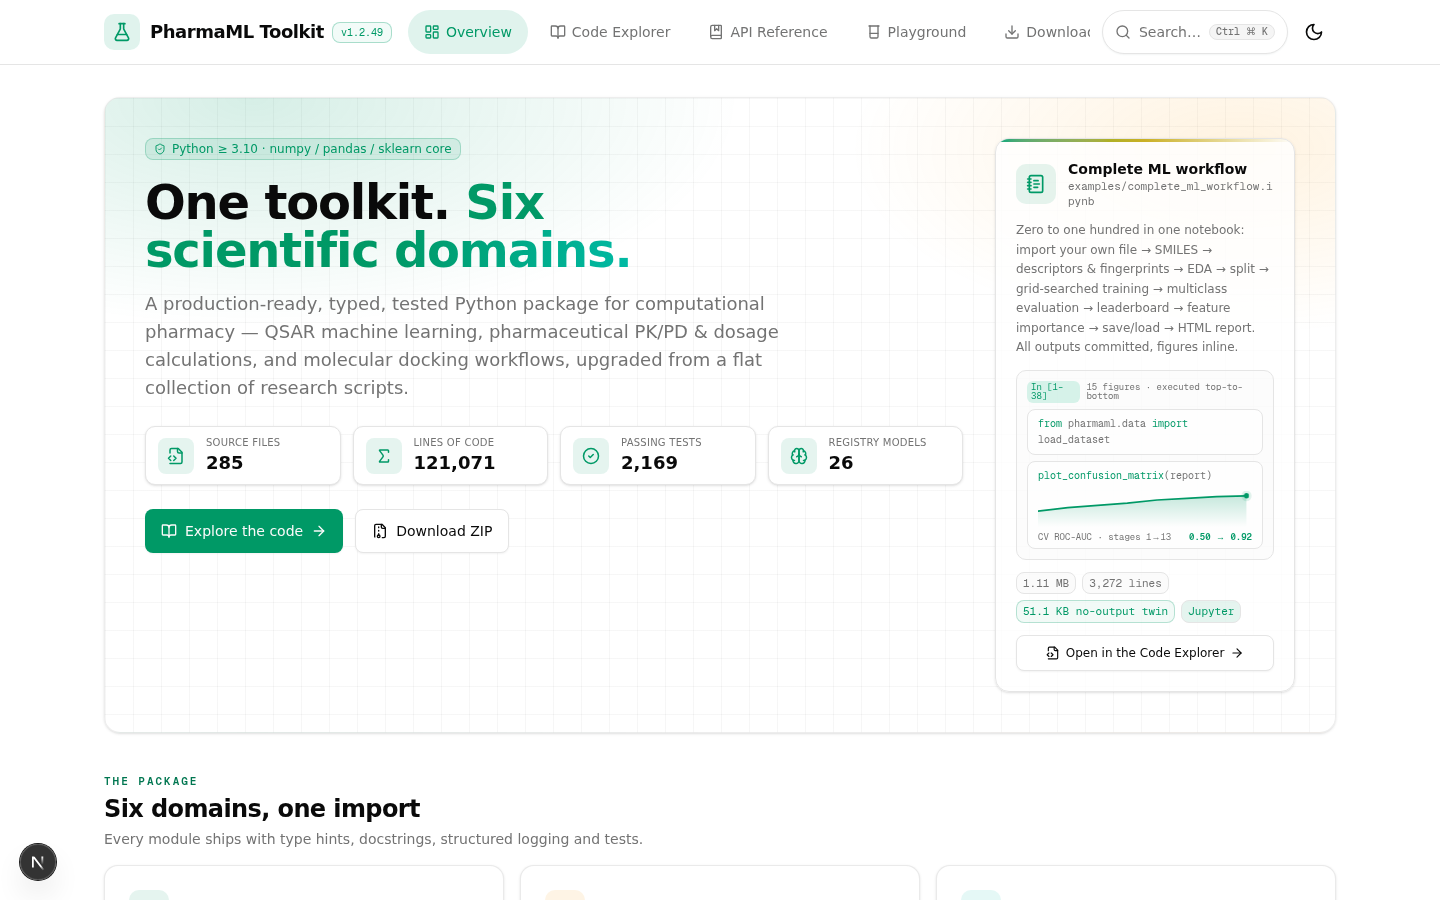 PharmaML Toolkit v1.2.49 Overview Code Explorer API Reference Playground Download Search... Ctrl ⌘ K
Python ≥ 3.10 · numpy / pandas / sklearn core
One toolkit. Six
scientific domains.
A production-ready, typed, tested Python package for computational
pharmacy — QSAR machine learning, pharmaceutical PK/PD & dosage
calculations, and molecular docking workflows, upgraded from a flat
collection of research scripts.
SOURCE FILES
285
LINES OF CODE
121,071
PASSING TESTS
2,169
REGISTRY MODELS
26
Explore the code →
Download ZIP
Complete ML workflow
examples/complete_ml_workflow.i
pynb
Zero to one hundred in one notebook:
import your own file → SMILES →
descriptors & fingerprints → EDA → split →
grid-searched training → multiclass
evaluation → leaderboard → feature
importance → save/load → HTML report.
All outputs committed, figures inline.
In [1-
38]
15 figures · executed top-to-
bottom
from pharmaml.data import
load_dataset
plot_confusion_matrix(report)
CV ROC-AUC · stages 1→13 0.50 → 0.92
1.11 MB 3,272 lines
51.1 KB no-output twin Jupyter
Open in the Code Explorer →
THE PACKAGE
Six domains, one import
Every module ships with type hints, docstrings, structured logging and tests.
N